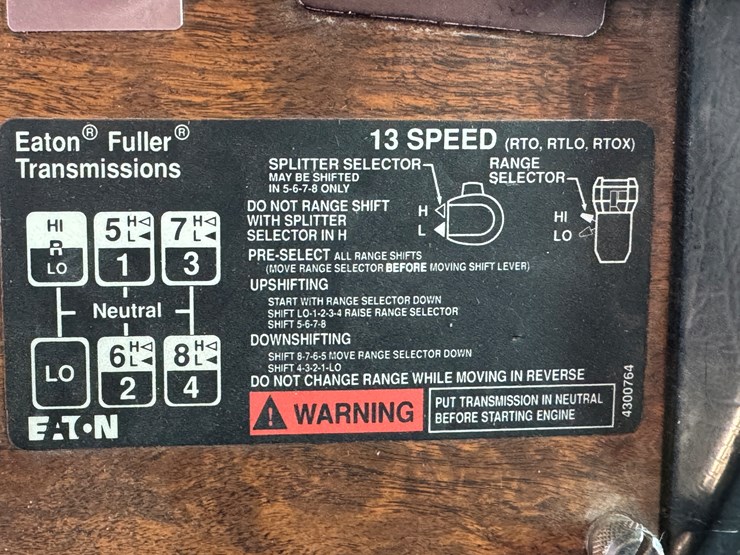 Eaton® Fuller®
Transmissions
13 SPEED (RTO, RTLO, RTOX)
SPLITTER SELECTOR
MAY BE SHIFTED
IN 5-6-7-8 ONLY
RANGE
SELECTOR
DO NOT RANGE SHIFT
WITH SPLITTER
SELECTOR IN H
H
L
HI
LO
PRE-SELECT ALL RANGE SHIFTS
(MOVE RANGE SELECTOR BEFORE MOVING SHIFT LEVER)
UPSHIFTING
START WITH RANGE SELECTOR DOWN
SHIFT LO-1-2-3-4 RAISE RANGE SELECTOR
SHIFT 5-6-7-8
DOWNSHIFTING
SHIFT 8-7-6-5 MOVE RANGE SELECTOR DOWN
SHIFT 4-3-2-1-LO
DO NOT CHANGE RANGE WHILE MOVING IN REVERSE
WARNING
PUT TRANSMISSION IN NEUTRAL
BEFORE STARTING ENGINE
4300764
HI
R
LO
5 H L
1
7 H L
3
Neutral
LO
6 H L
2
8 H L
4
EATON